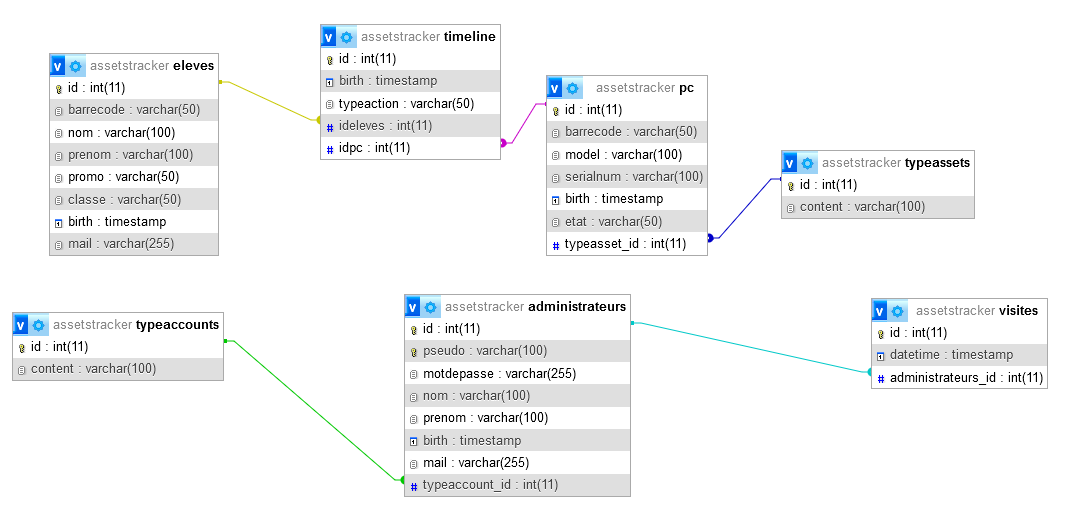 v assetstracker eleves
id : int(11)
barrecode : varchar(50)
nom : varchar(100)
prenom : varchar(100)
promo : varchar(50)
classe : varchar(50)
birth : timestamp
mail : varchar(255)
v assetstracker timeline
id : int(11)
birth : timestamp
typeaction : varchar(50)
# ideleves : int(11)
# idpc : int(11)
v assetstracker pc
id : int(11)
barrecode : varchar(50)
model : varchar(100)
serialnum : varchar(100)
birth : timestamp
etat : varchar(50)
# typeasset_id : int(11)
v assetstracker typeassets
id : int(11)
content : varchar(100)
v assetstracker typeaccounts
id : int(11)
content : varchar(100)
v assetstracker administrateurs
id : int(11)
pseudo : varchar(100)
motdepasse : varchar(255)
nom : varchar(100)
prenom : varchar(100)
birth : timestamp
mail : varchar(255)
# typeaccount_id : int(11)
v assetstracker visites
id : int(11)
datetime : timestamp
# administrateurs_id : int(11)